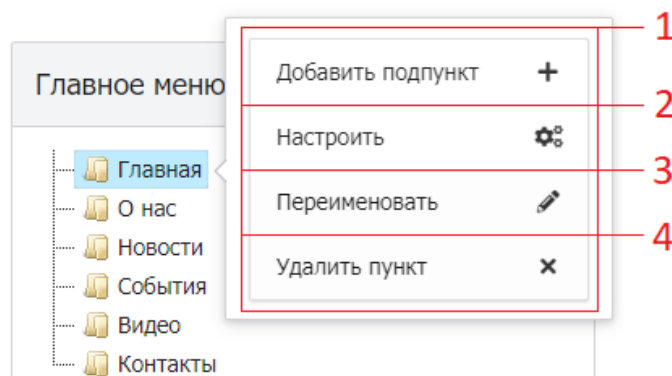 Главное меню
Главная
О нас
Новости
События
Видео
Контакты
Добавить подпункт
Настроить
Переименовать
Удалить пункт
1
2
3
4